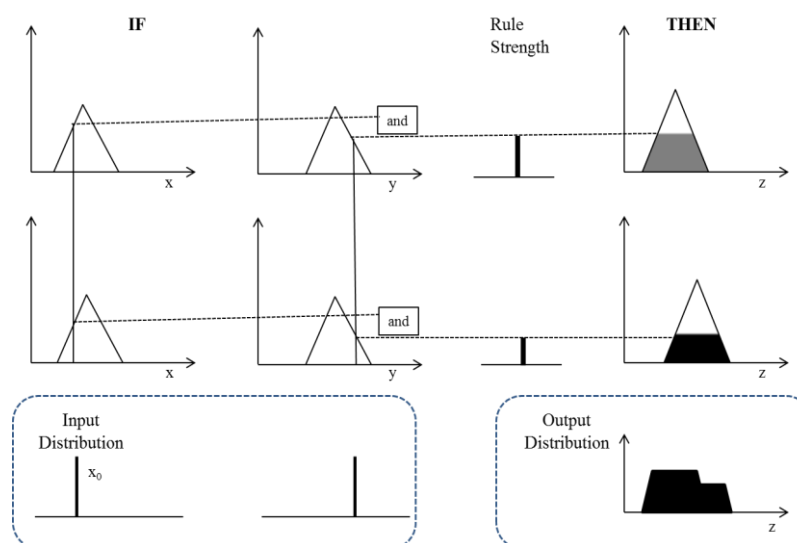 IF
Rule
Strength
THEN
and
x
y
z
and
x
y
z
Input
Distribution
x₀
Output
Distribution
z